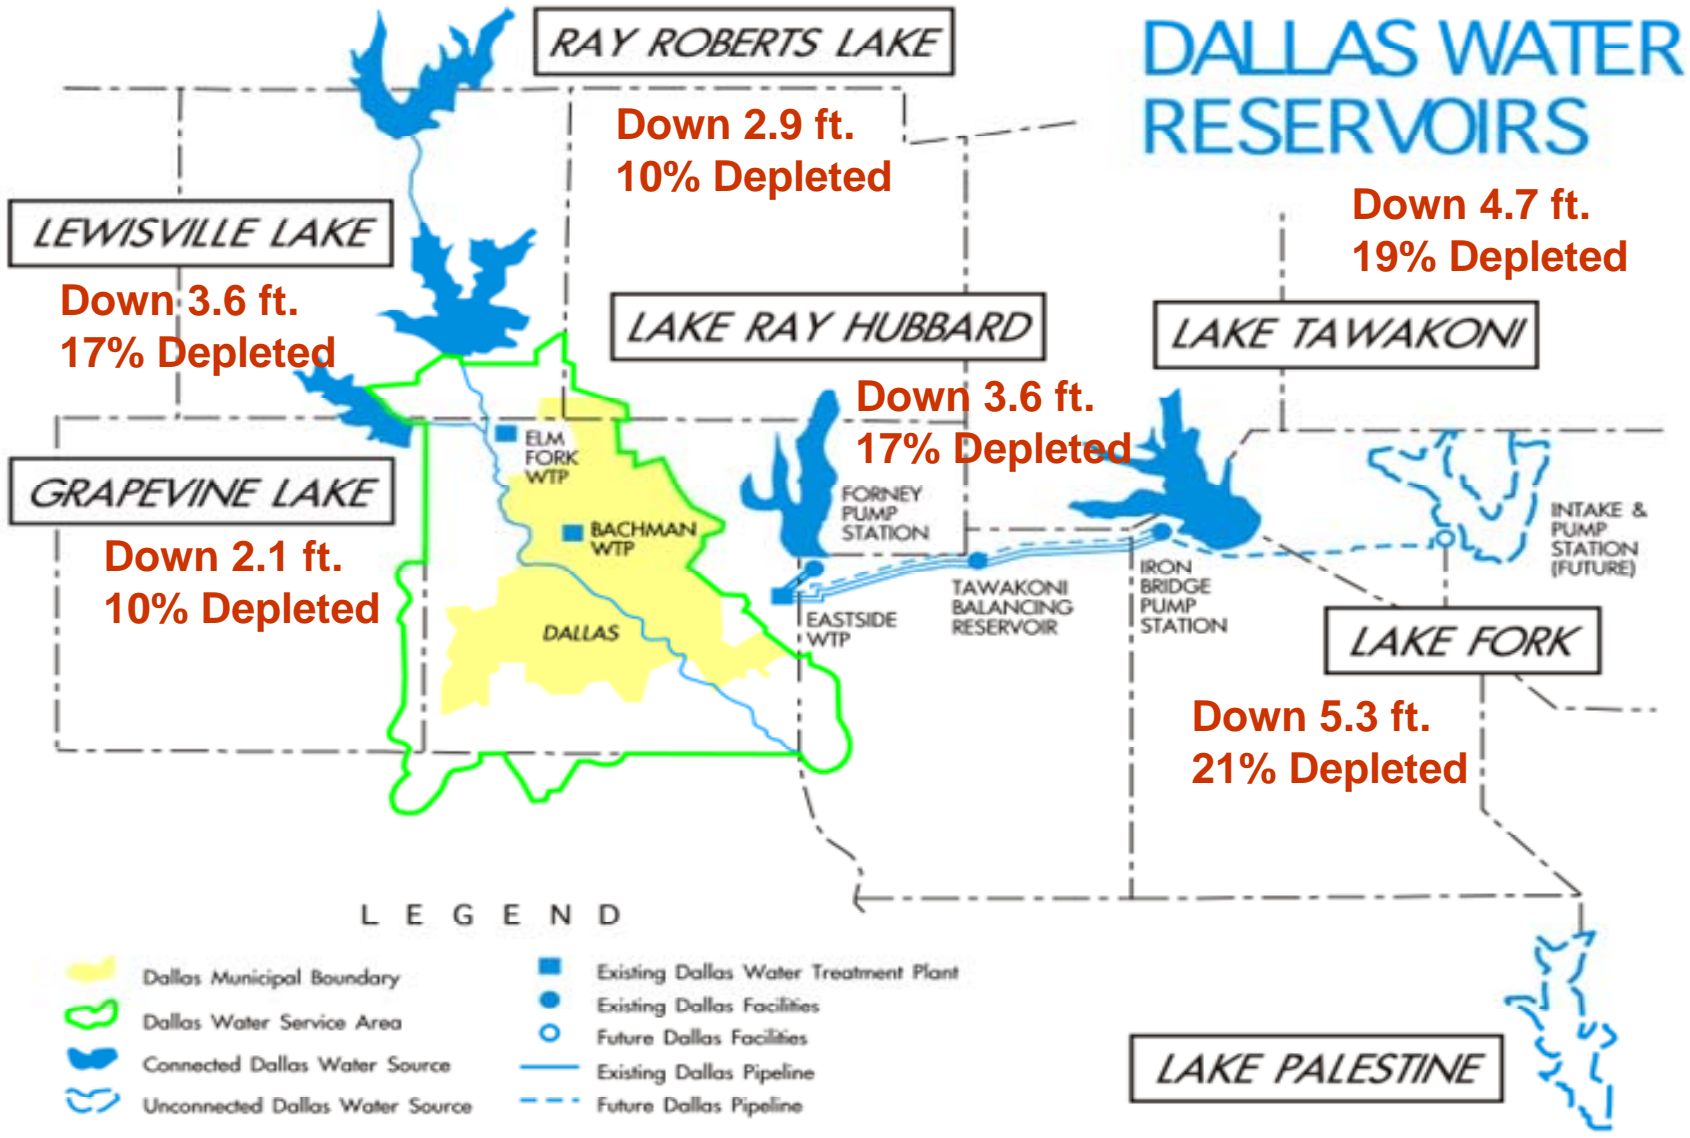 DALLAS WATER
RESERVOIRS
RAY ROBERTS LAKE
Down 2.9 ft.
10% Depleted
LEWISVILLE LAKE
Down 3.6 ft.
17% Depleted
LAKE RAY HUBBARD
Down 3.6 ft.
17% Depleted
Down 4.7 ft.
19% Depleted
LAKE TAWAKONI
GRAPEVINE LAKE
Down 2.1 ft.
10% Depleted
ELM
FORK
WTP
BACHMAN
WTP
DALLAS
FORNEY
PUMP
STATION
EASTSIDE
WTP
TAWAKONI
BALANCING
RESERVOIR
IRON
BRIDGE
PUMP
STATION
INTAKE &
PUMP
STATION
(FUTURE)
LAKE FORK
Down 5.3 ft.
21% Depleted
LAKE PALESTINE
LEGEND
Dallas Municipal Boundary
Dallas Water Service Area
Connected Dallas Water Source
Unconnected Dallas Water Source
Existing Dallas Water Treatment Plant
Existing Dallas Facilities
Future Dallas Facilities
Existing Dallas Pipeline
Future Dallas Pipeline